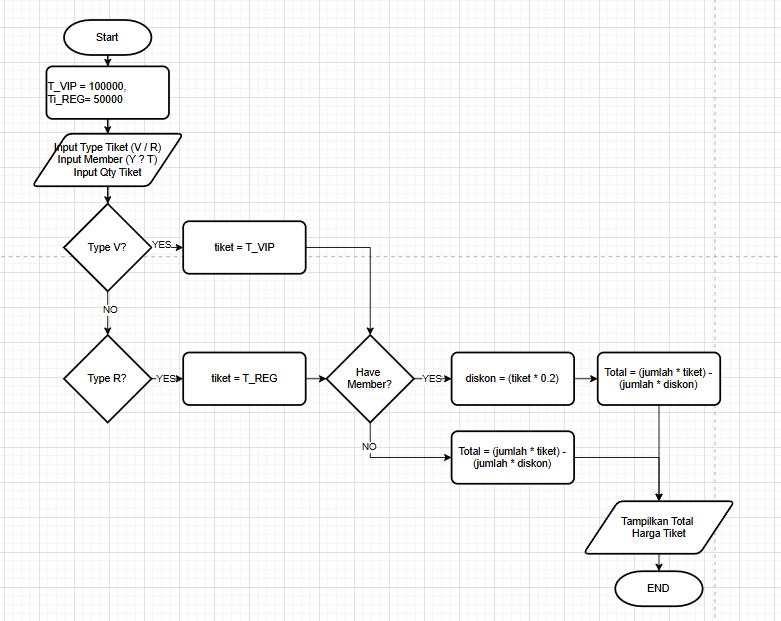 Start
T_VIP = 100000,
Ti_REG= 50000
Input Type Tiket (V / R)
Input Member (Y ? T)
Input Qty Tiket
Type V?
YES
tiket = T_VIP
NO
Type R?
YES
tiket = T_REG
Have
Member?
YES
diskon = (tiket * 0.2)
Total = (jumlah * tiket) -
(jumlah * diskon)
NO
Total = (jumlah * tiket) -
(jumlah * diskon)
Tampilkan Total
Harga Tiket
END